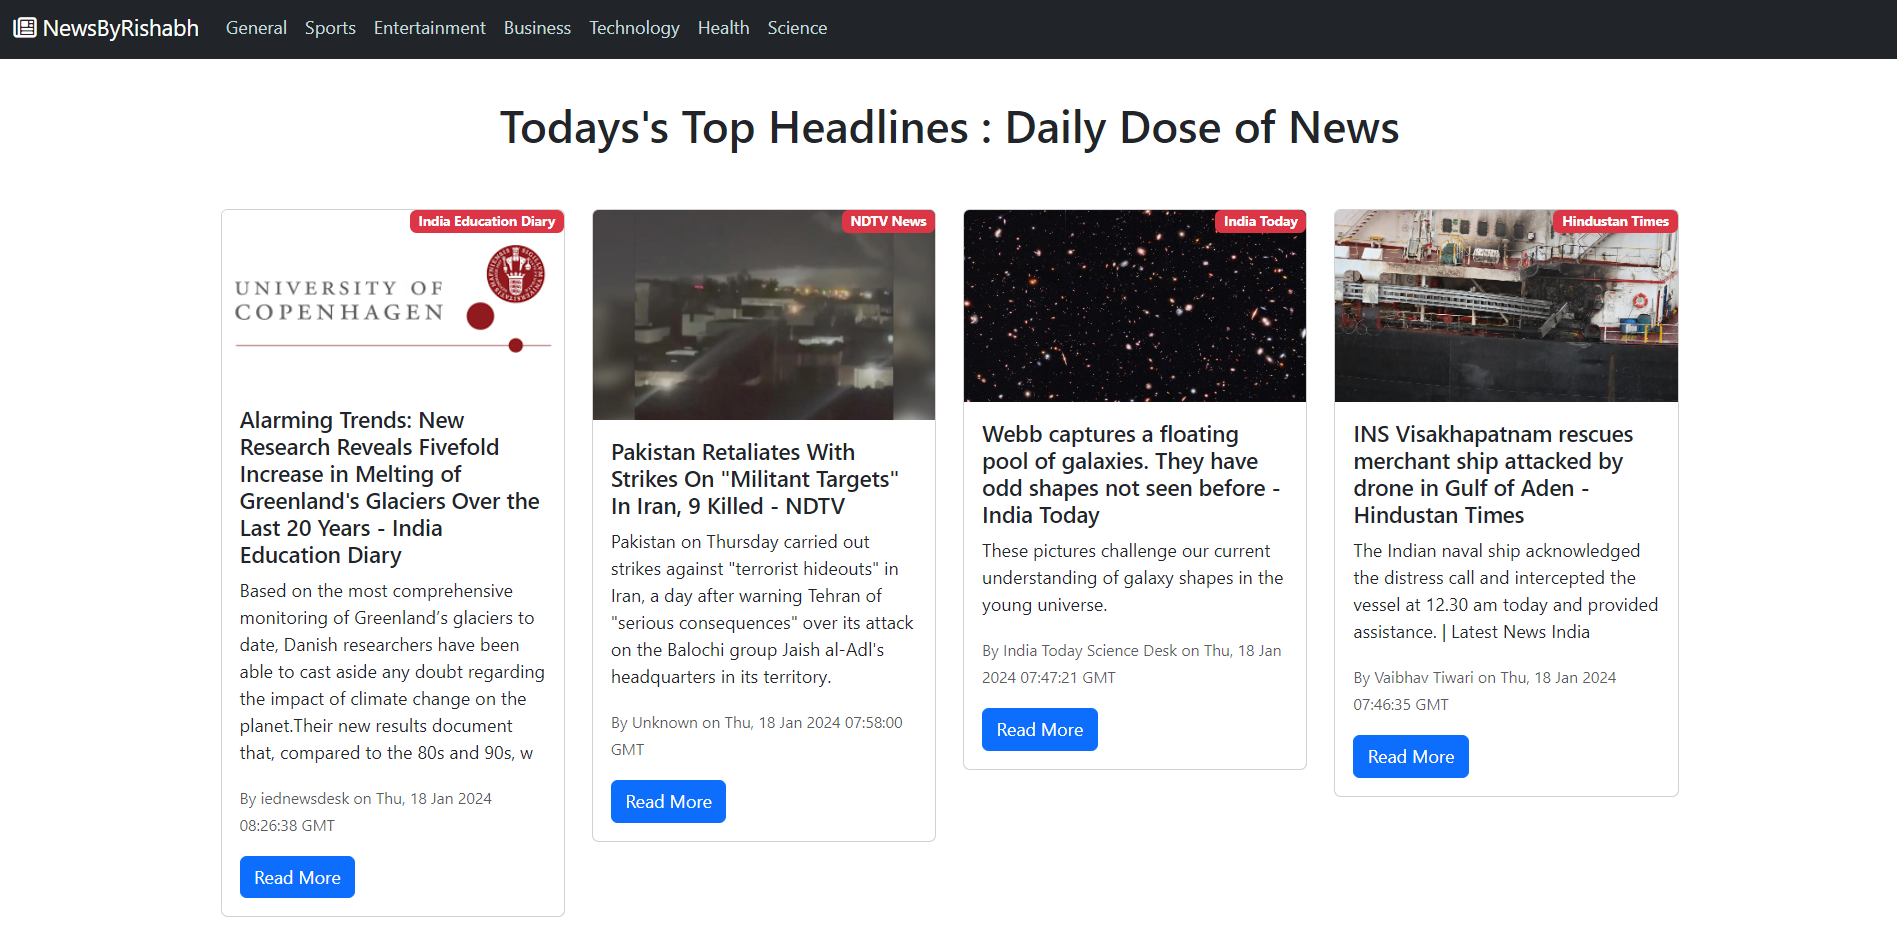 NewsByRishabh General Sports Entertainment Business Technology Health Science
Todays's Top Headlines : Daily Dose of News
India Education Diary
UNIVERSITY OF
COPENHAGEN
Alarming Trends: New
Research Reveals Fivefold
Increase in Melting of
Greenland's Glaciers Over the
Last 20 Years - India
Education Diary
Based on the most comprehensive
monitoring of Greenland’s glaciers to
date, Danish researchers have been
able to cast aside any doubt regarding
the impact of climate change on the
planet.Their new results document
that, compared to the 80s and 90s, w
By iednewsdesk on Thu, 18 Jan 2024
08:26:38 GMT
Read More
NDTV News
Pakistan Retaliates With
Strikes On "Militant Targets"
In Iran, 9 Killed - NDTV
Pakistan on Thursday carried out
strikes against "terrorist hideouts" in
Iran, a day after warning Tehran of
"serious consequences" over its attack
on the Balochi group Jaish al-Adl's
headquarters in its territory.
By Unknown on Thu, 18 Jan 2024 07:58:00
GMT
Read More
India Today
Webb captures a floating
pool of galaxies. They have
odd shapes not seen before -
India Today
These pictures challenge our current
understanding of galaxy shapes in the
young universe.
By India Today Science Desk on Thu, 18 Jan
2024 07:47:21 GMT
Read More
Hindustan Times
INS Visakhapatnam rescues
merchant ship attacked by
drone in Gulf of Aden -
Hindustan Times
The Indian naval ship acknowledged
the distress call and intercepted the
vessel at 12.30 am today and provided
assistance. | Latest News India
By Vaibhav Tiwari on Thu, 18 Jan 2024
07:46:35 GMT
Read More